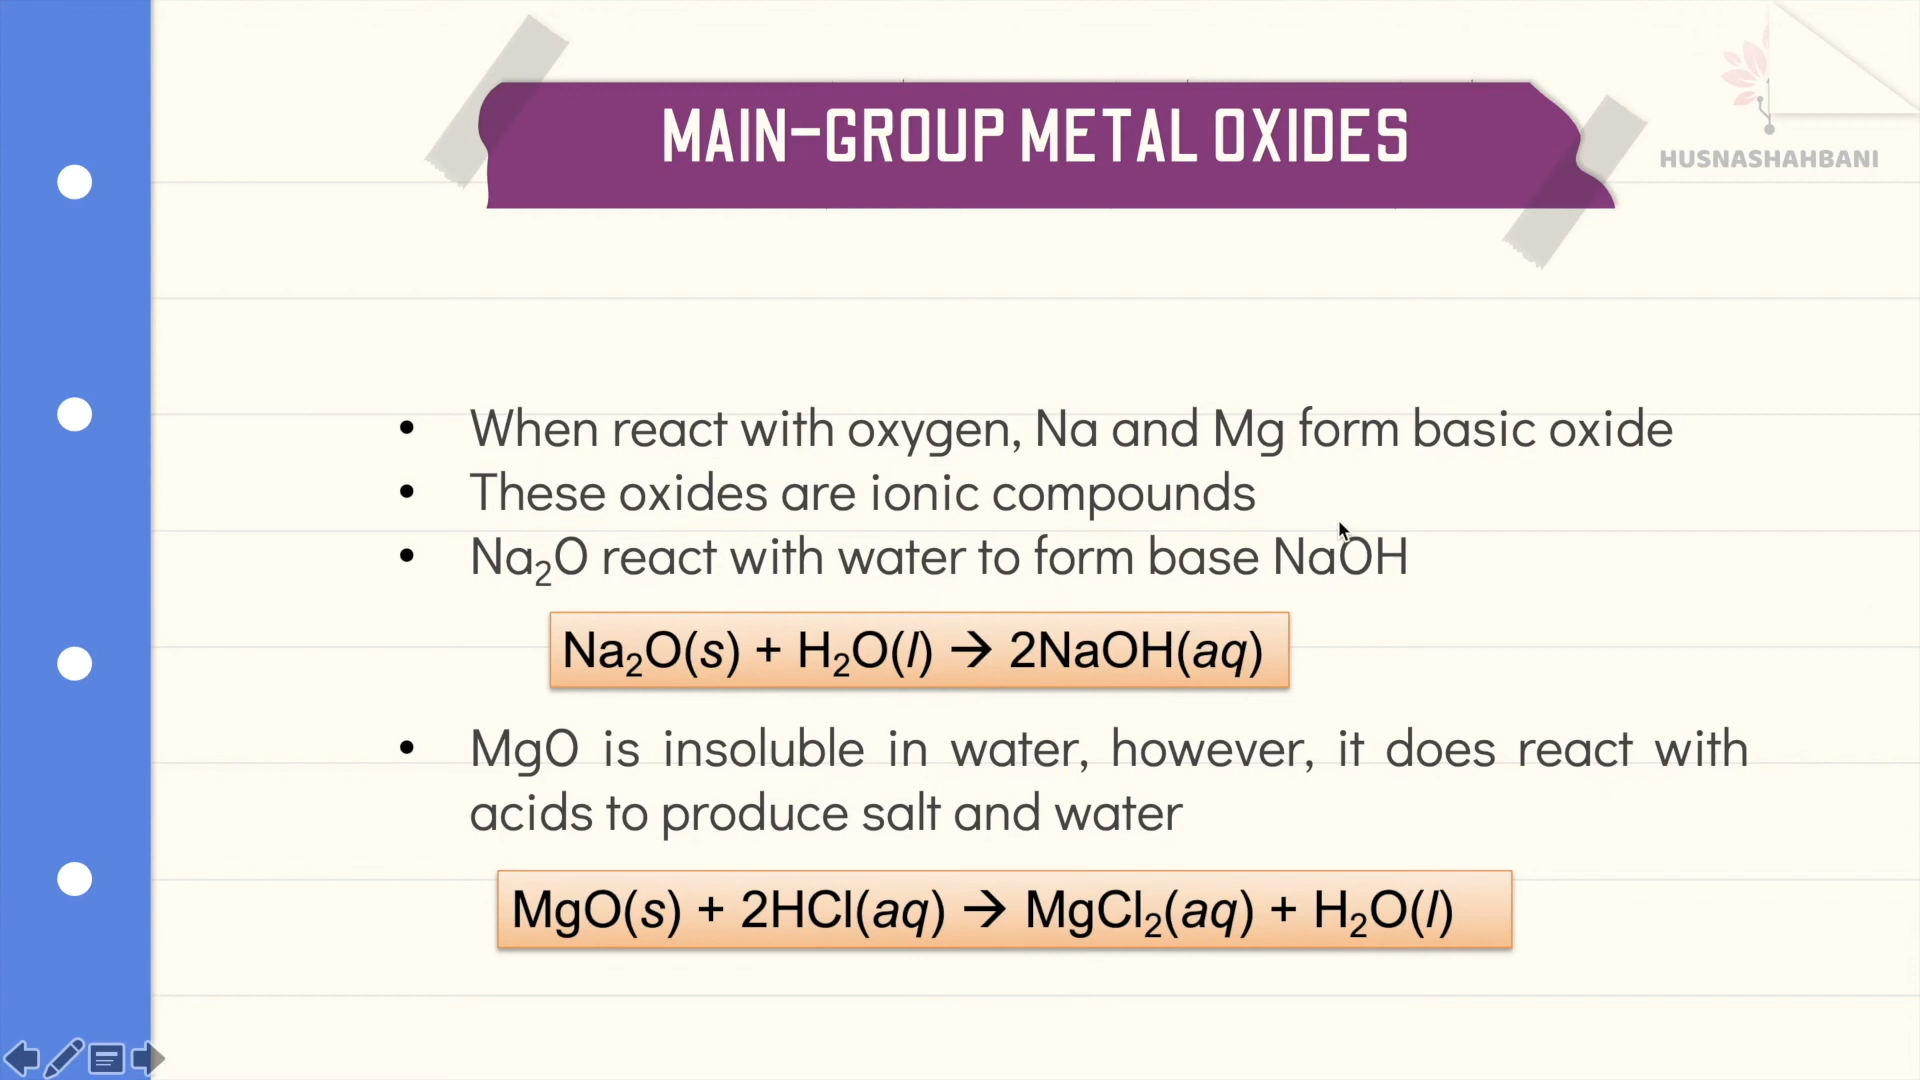 MAIN-GROUP METAL OXIDES
HUSNASHAHBANI
• When react with oxygen, Na and Mg form basic oxide
• These oxides are ionic compounds
• Na₂O react with water to form base NaOH
Na₂O(s) + H₂O(l) → 2NaOH(aq)
• MgO is insoluble in water, however, it does react with
acids to produce salt and water
MgO(s) + 2HCl(aq) → MgCl₂(aq) + H₂O(l)